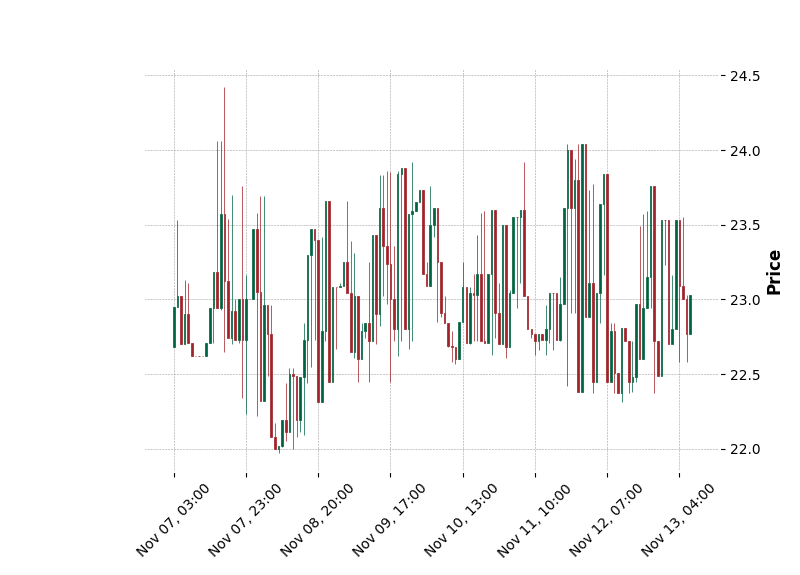 24.5
24.0
23.5
23.0
22.5
22.0
Price
Nov 07, 03:00
Nov 07, 23:00
Nov 08, 20:00
Nov 09, 17:00
Nov 10, 13:00
Nov 11, 10:00
Nov 12, 07:00
Nov 13, 04:00